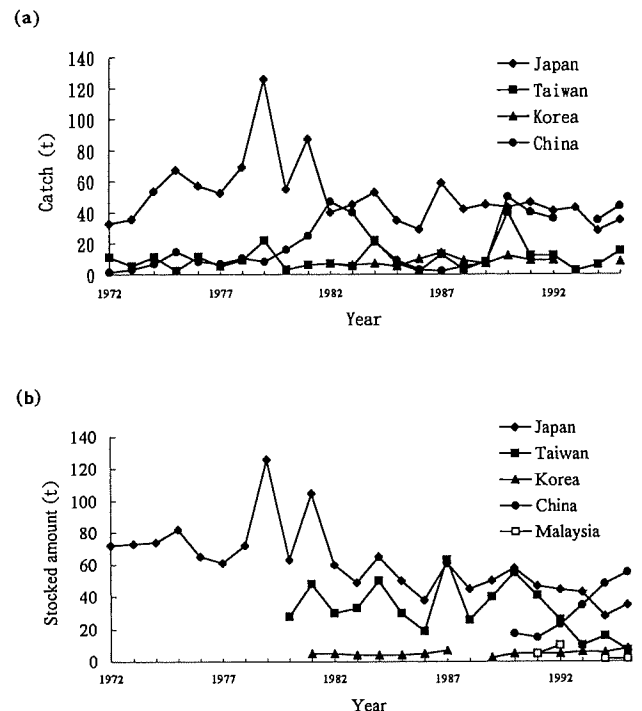 (a)
140
120
100
80
60
40
20
0
Catch (t)
Japan
Taiwan
Korea
China
1972 1977 1982 1987 1992
Year
(b)
140
120
100
80
60
40
20
0
Stocked amount (t)
Japan
Taiwan
Korea
China
Malaysia
1972 1977 1982 1987 1992
Year